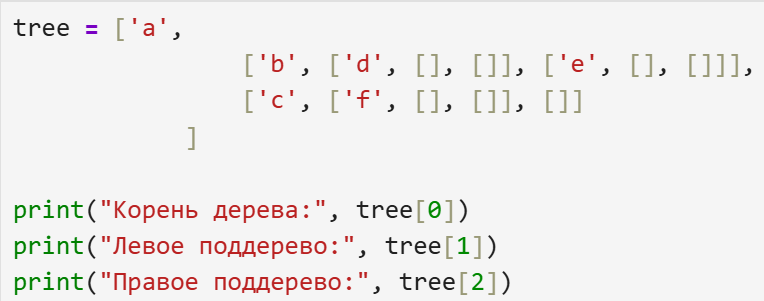 tree = ['a',
['b', ['d', [], []], ['e', [], []]],
['c', ['f', [], []], []]
]
print("Корень дерева:", tree[0])
print("Левое поддерево:", tree[1])
print("Правое поддерево:", tree[2])